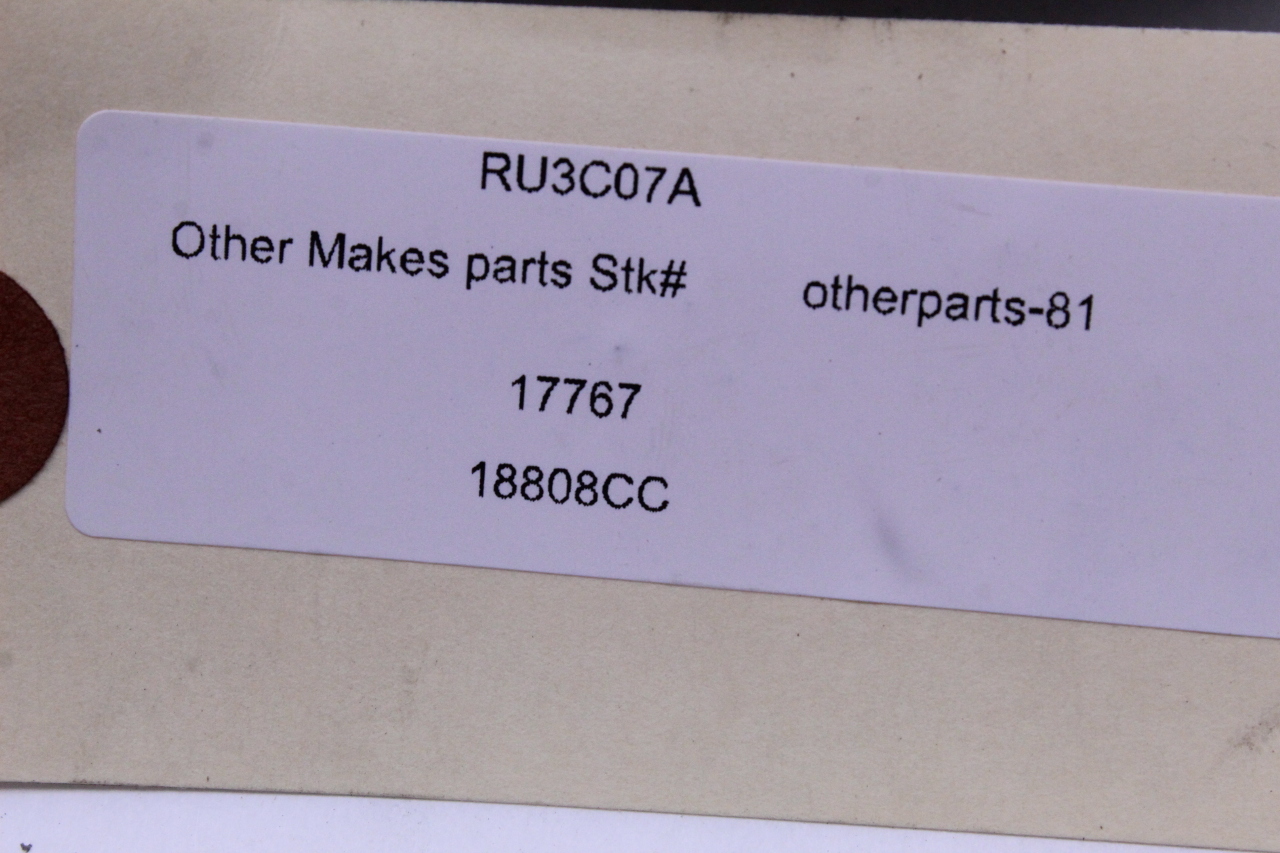 RU3C07A
Other Makes parts Stk# otherparts-81
17767
18808CC